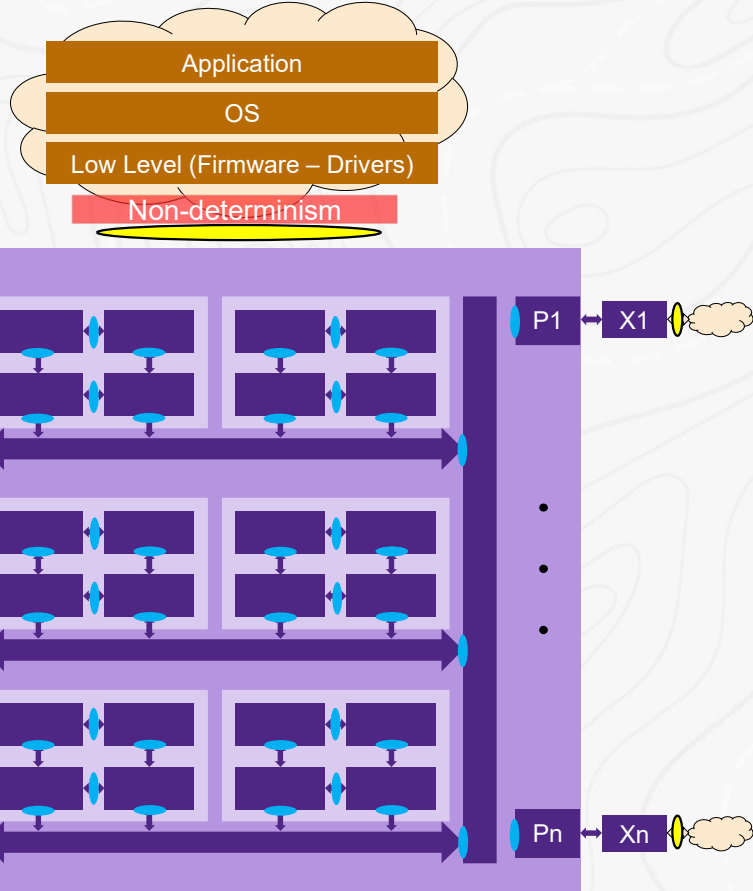 Application
OS
Low Level (Firmware – Drivers)
Non-determinism
P1
X1
Pn
Xn